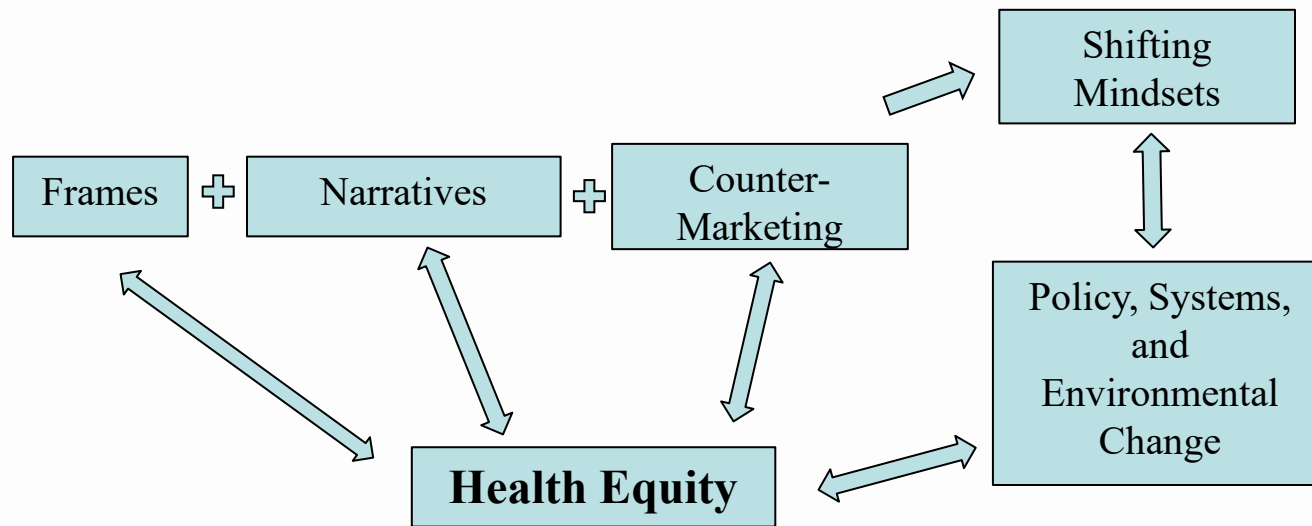 Shifting
Mindsets
Frames
Narratives
Counter-
Marketing
Policy, Systems,
and
Environmental
Change
Health Equity